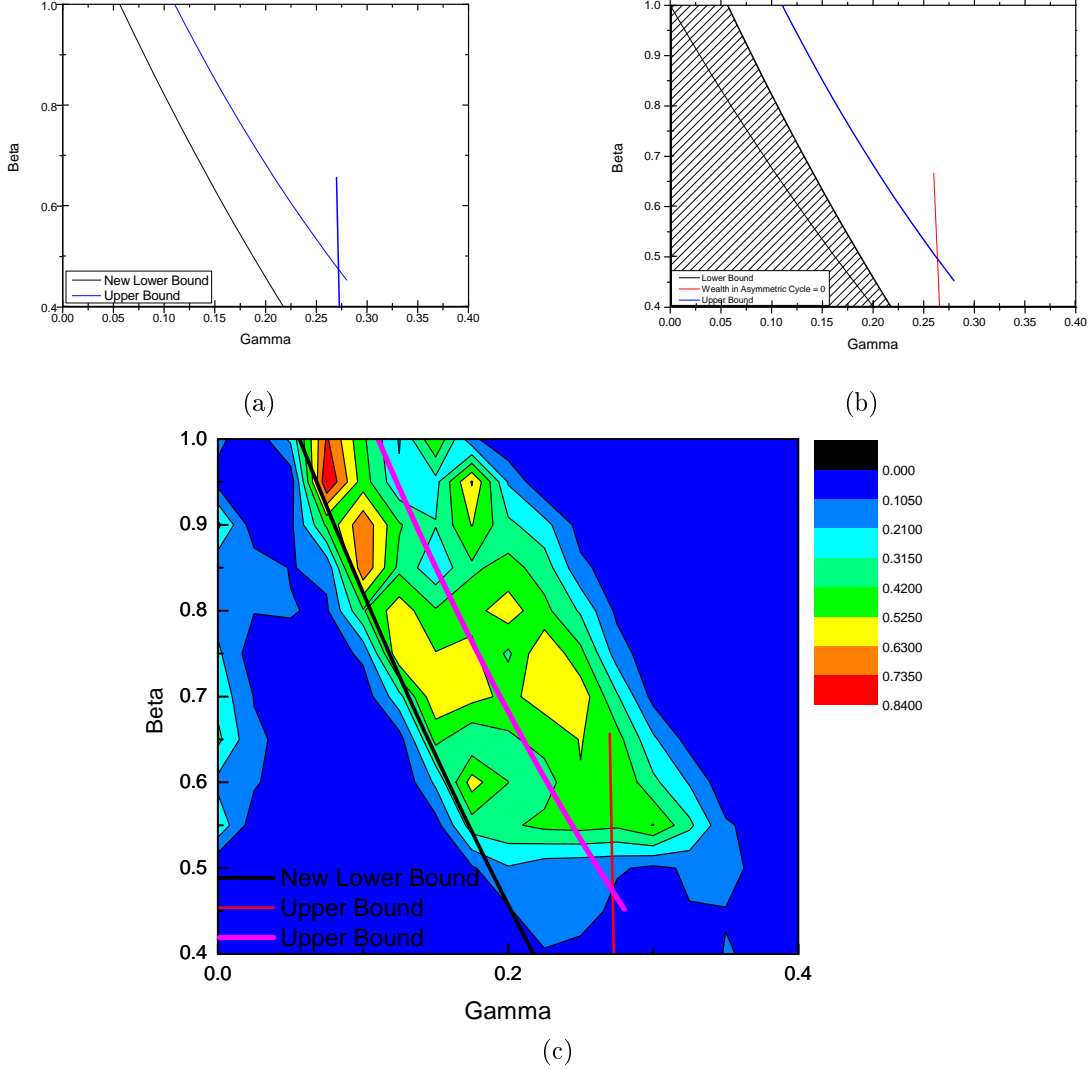 1.0
0.8
0.6
0.4
0.00 0.05 0.10 0.15 0.20 0.25 0.30 0.35 0.40
Beta
Gamma
New Lower Bound
Upper Bound
(a)
1.0
0.9
0.8
0.7
0.6
0.5
0.4
0.00 0.05 0.10 0.15 0.20 0.25 0.30 0.35 0.40
Beta
Gamma
Lower Bound
Wealth in Asymmetric Cycle = 0
Upper Bound
(b)
1.0
0.9
0.8
0.7
0.6
0.5
0.4
0.0 0.2 0.4
Beta
Gamma
New Lower Bound
Upper Bound
Upper Bound
0.000
0.1050
0.2100
0.3150
0.4200
0.5250
0.6300
0.7350
0.8400
(c)